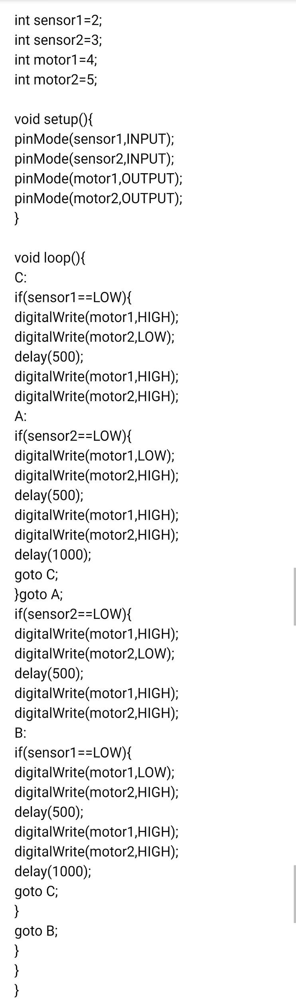 int sensor1=2;
int sensor2=3;
int motor1=4;
int motor2=5;
void setup(){
pinMode(sensor1,INPUT);
pinMode(sensor2,INPUT);
pinMode(motor1,OUTPUT);
pinMode(motor2,OUTPUT);
}
void loop(){
C:
if(sensor1==LOW){
digitalWrite(motor1,HIGH);
digitalWrite(motor2,LOW);
delay(500);
digitalWrite(motor1,HIGH);
digitalWrite(motor2,HIGH);
A:
if(sensor2==LOW){
digitalWrite(motor1,LOW);
digitalWrite(motor2,HIGH);
delay(500);
digitalWrite(motor1,HIGH);
digitalWrite(motor2,HIGH);
delay(1000);
goto C;
}goto A;
if(sensor2==LOW){
digitalWrite(motor1,HIGH);
digitalWrite(motor2,LOW);
delay(500);
digitalWrite(motor1,HIGH);
digitalWrite(motor2,HIGH);
B:
if(sensor1==LOW){
digitalWrite(motor1,LOW);
digitalWrite(motor2,HIGH);
delay(500);
digitalWrite(motor1,HIGH);
digitalWrite(motor2,HIGH);
delay(1000);
goto C;
}
goto B;
}
}
}